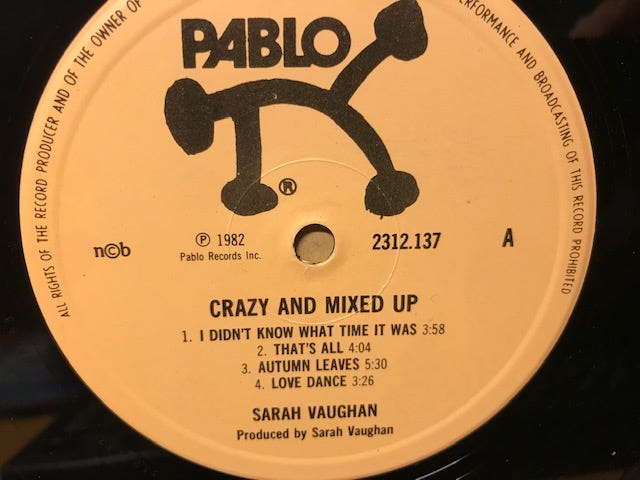 ALL RIGHTS OF THE RECORD PRODUCER AND OF THE OWNER OF
PERFORMANCE AND BROADCASTING OF THIS RECORD PROHIBITED
PABLO
®
n©b
℗ 1982
Pablo Records Inc.
2312.137
A
CRAZY AND MIXED UP
1. I DIDN'T KNOW WHAT TIME IT WAS 3:58
2. THAT'S ALL 4:04
3. AUTUMN LEAVES 5:30
4. LOVE DANCE 3:26
SARAH VAUGHAN
Produced by Sarah Vaughan